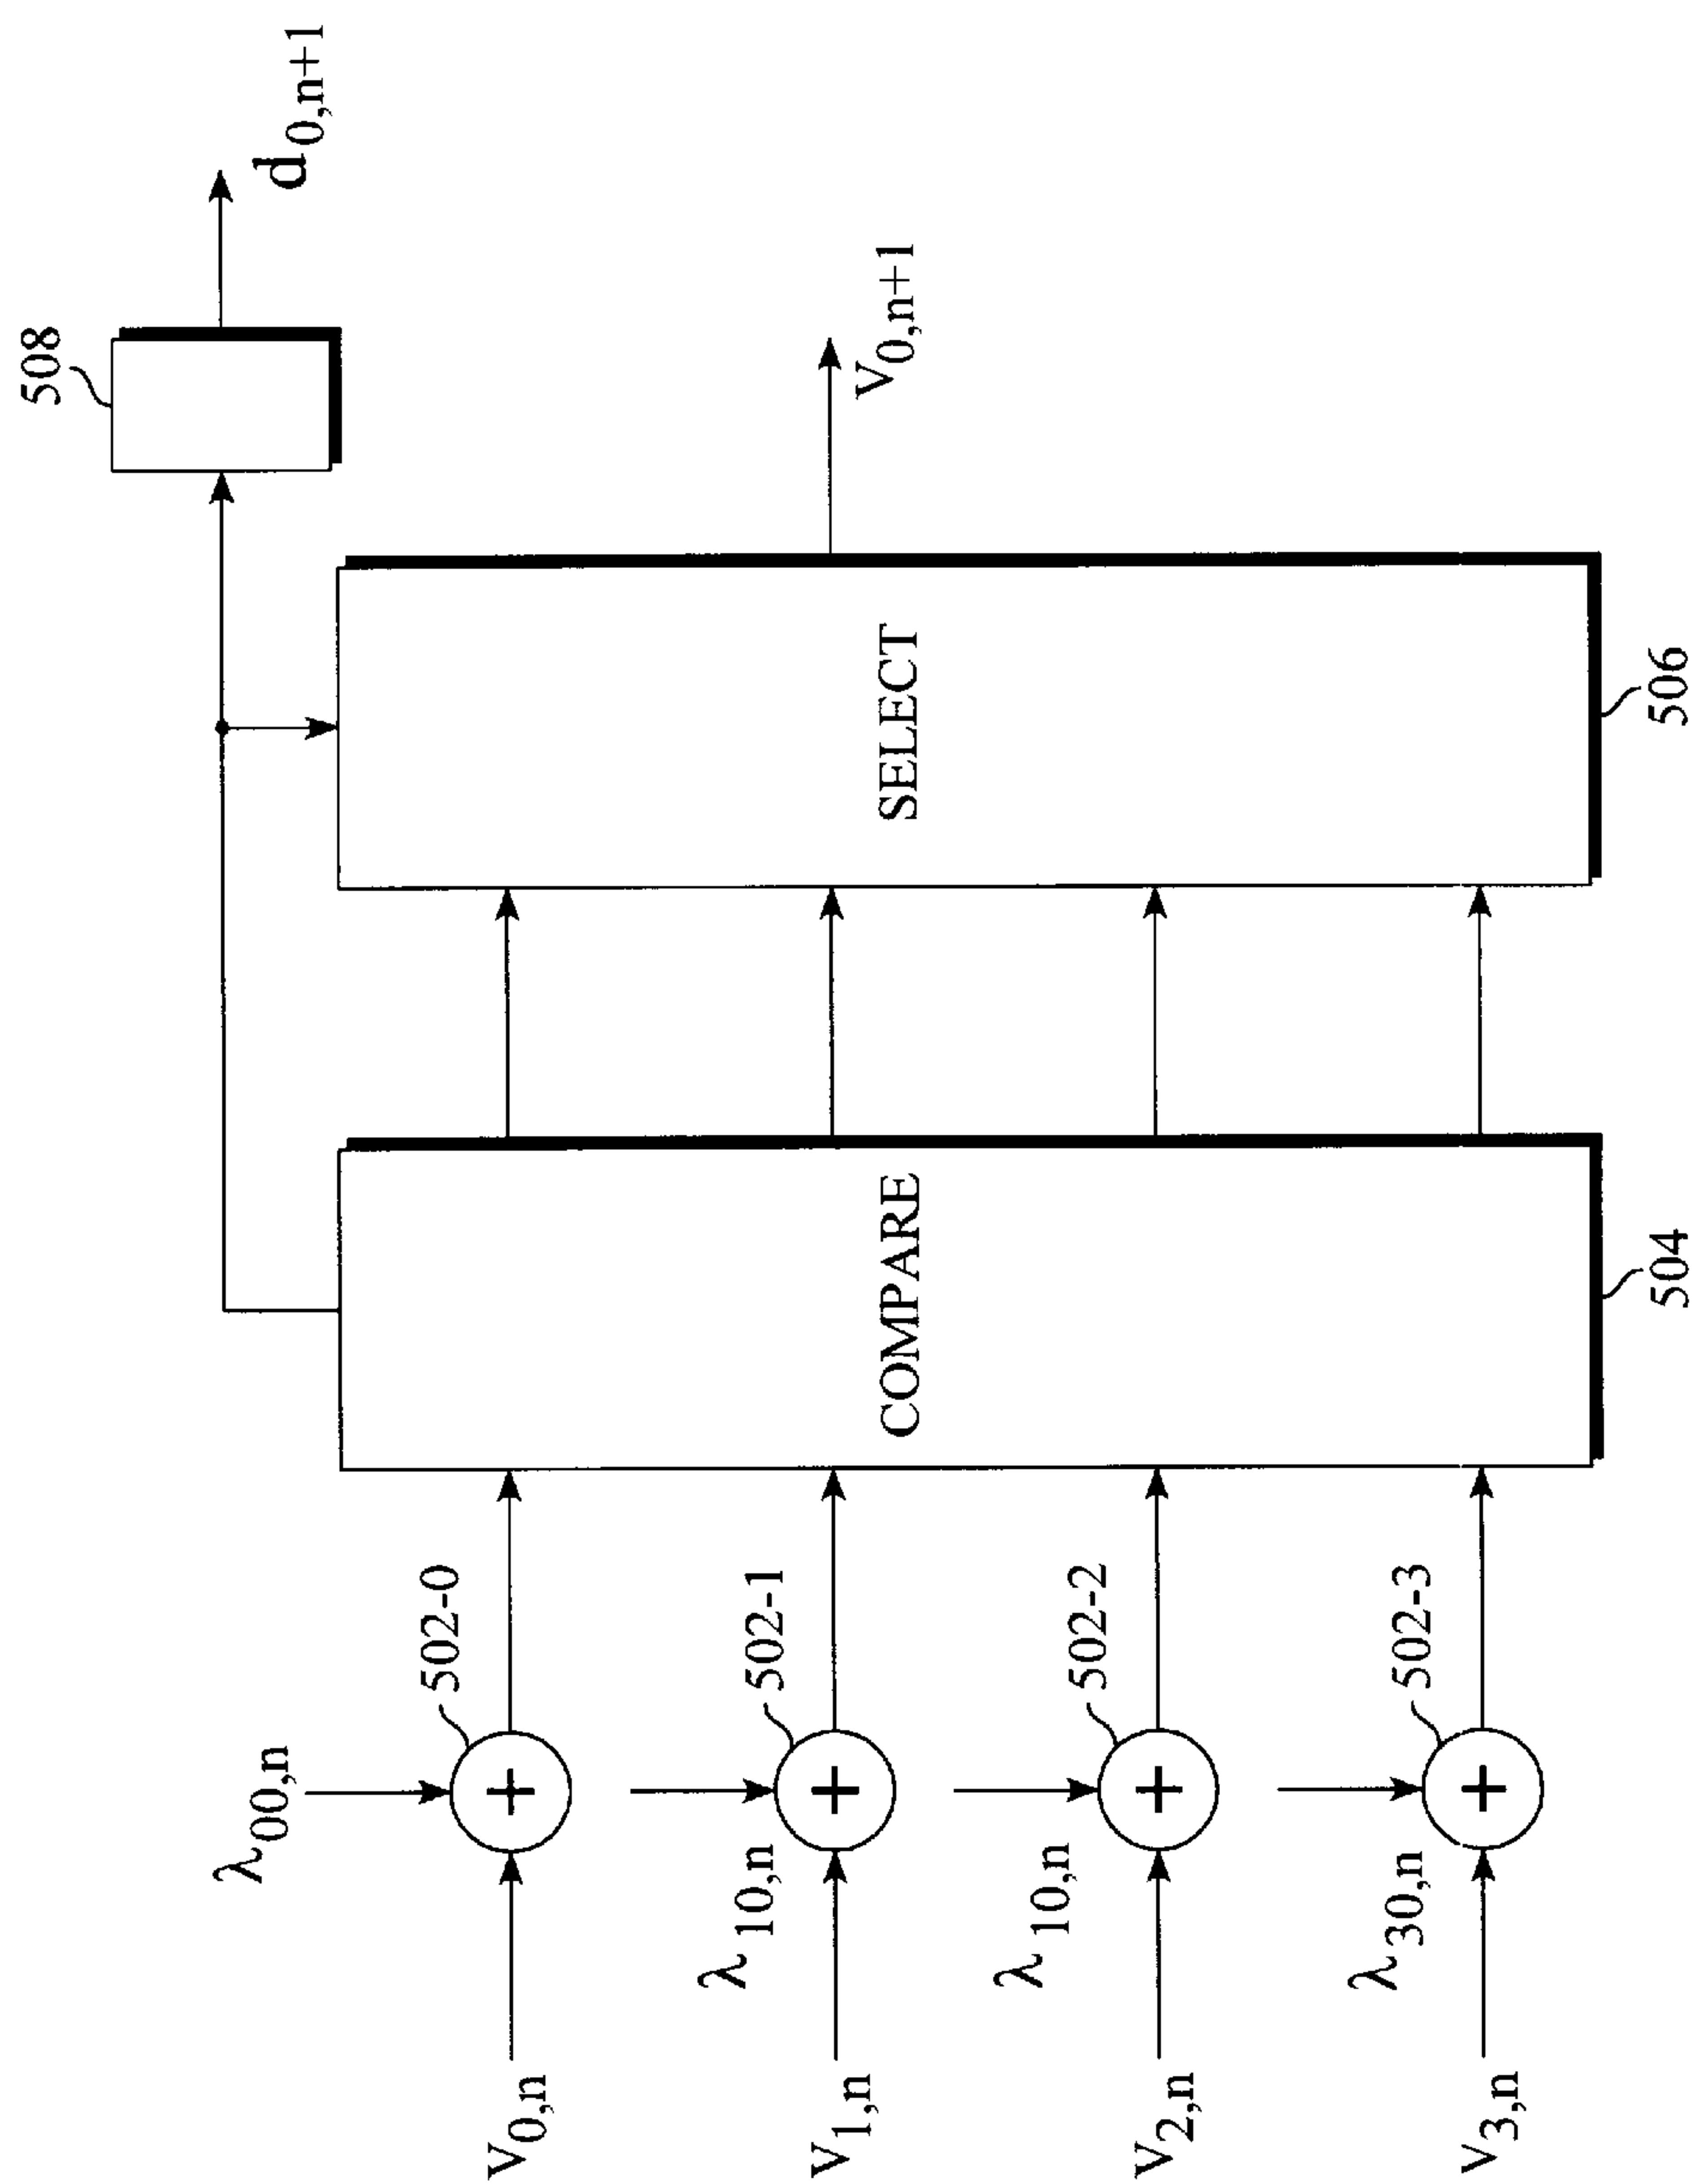 508
d0,n+1
λ00,n
502-0
V0,n
λ10,n
502-1
V1,n
COMPARE
SELECT
V0,n+1
λ10,n
502-2
V2,n
λ30,n
502-3
V3,n
504
506